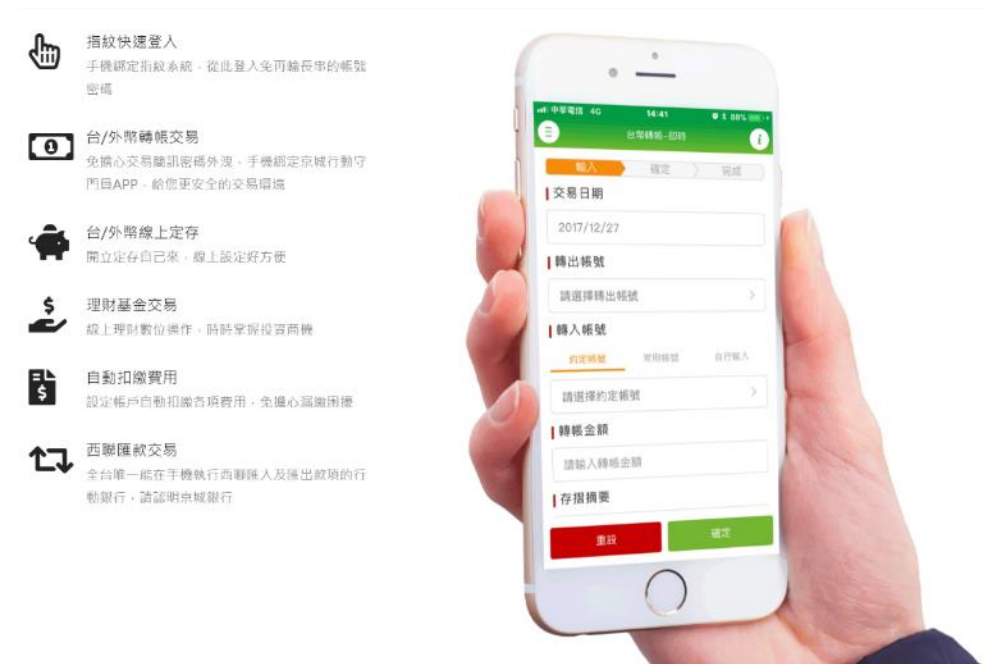 指紋快速登入
手機綁定指紋系統，從此登入免再輸長串的帳號
密碼
台/外幣轉帳交易
免擔心交易簡訊密碼外洩，手機綁定京城行動守
門員APP，給您更安全的交易環境
台/外幣線上定存
開立定存自己來，線上設定好方便
理財基金交易
線上理財數位操作，時時掌握投資商機
自動扣繳費用
設定帳戶自動扣繳各項費用，免擔心漏繳困擾
西聯匯款交易
全台唯一能在手機執行西聯匯入及匯出款項的行
動銀行，請認明京城銀行
中華電信 4G 14:41 88%
台幣轉帳-即時
輸入 確定 完成
交易日期
2017/12/27
轉出帳號
請選擇轉出帳號
轉入帳號
約定帳號 常用帳號 自行輸入
請選擇約定帳號
轉帳金額
請輸入轉帳金額
存摺摘要
重設 確定